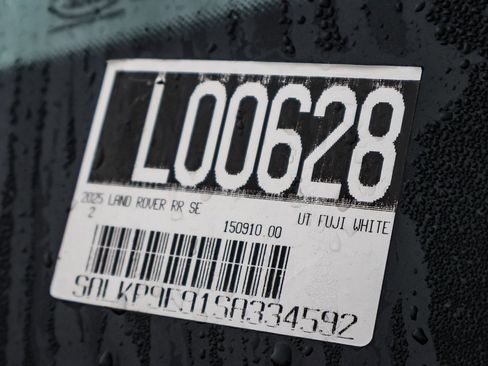 L00628
2025 LAND ROVER RR SE UT FUJI WHITE
2 150910.00
SALKP9E91SA334592